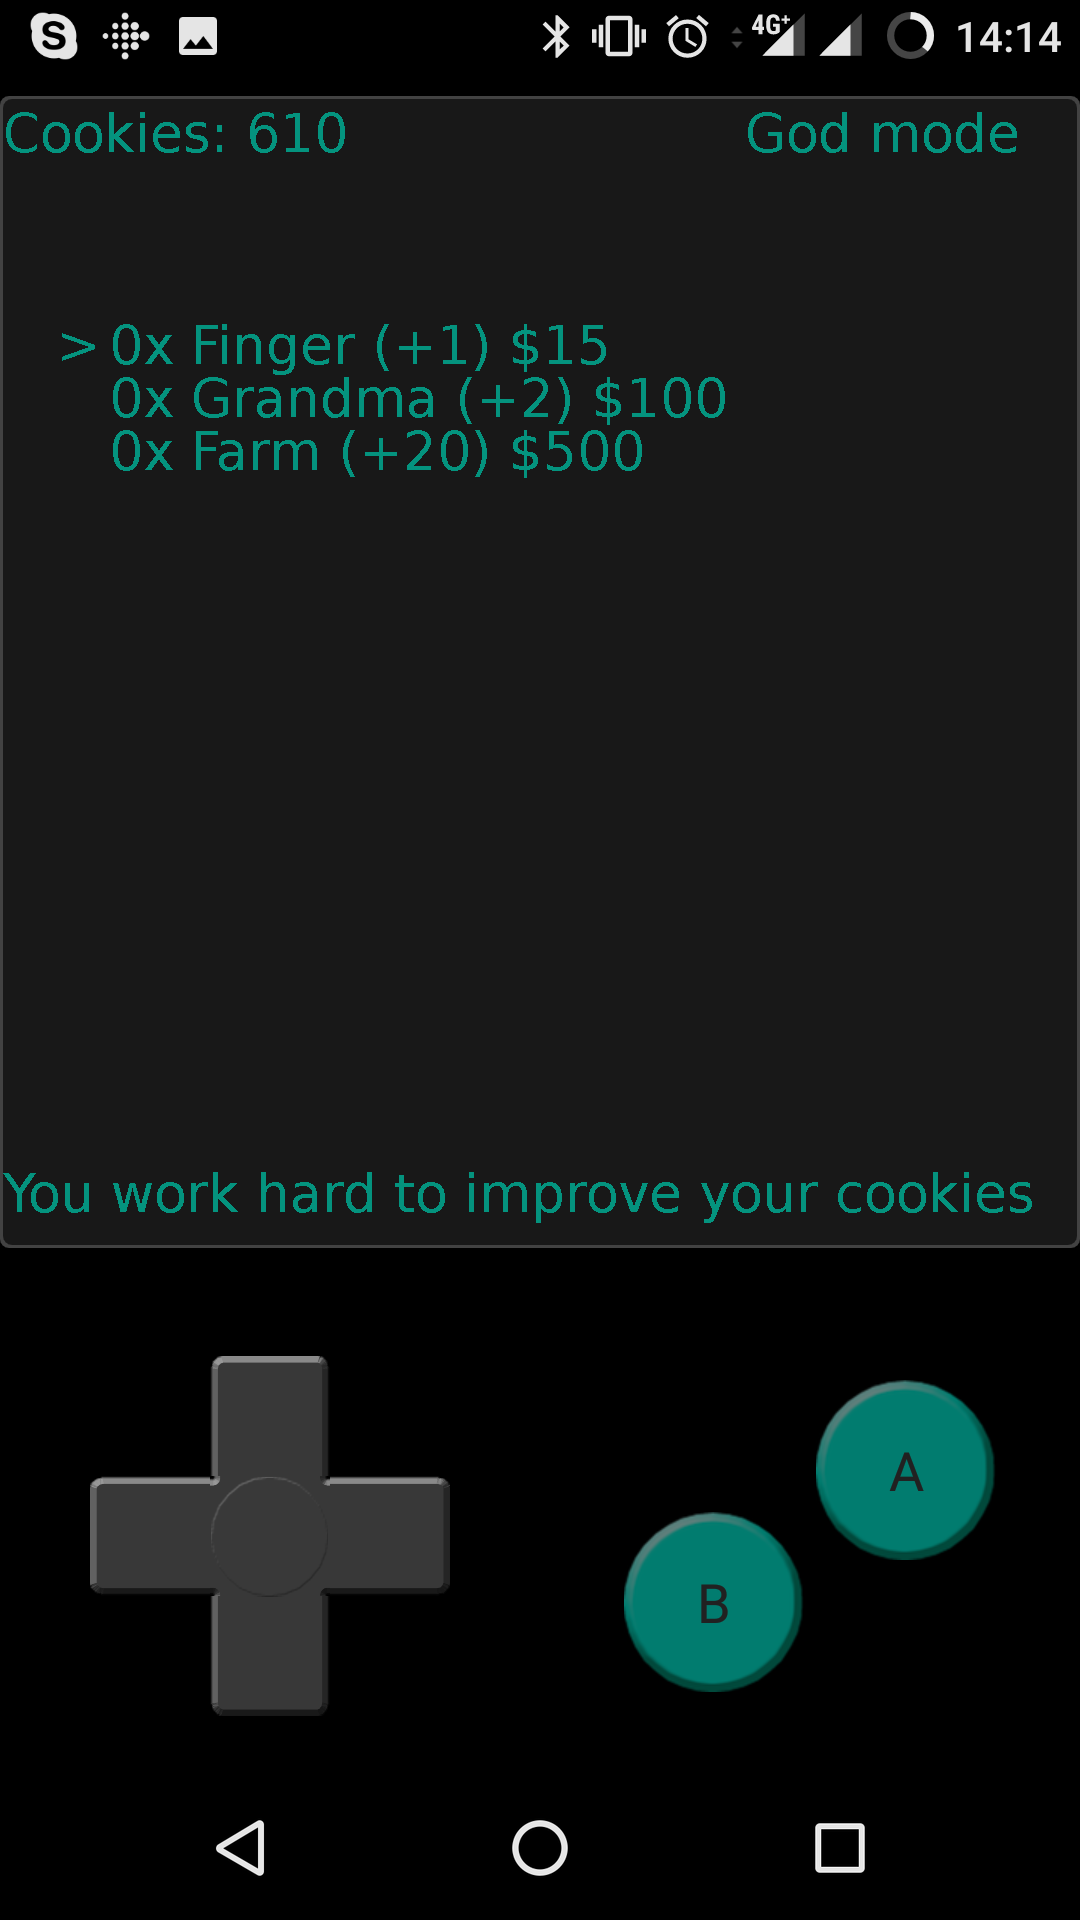 4G+ 14:14
Cookies: 610 God mode
> 0x Finger (+1) $15
0x Grandma (+2) $100
0x Farm (+20) $500
You work hard to improve your cookies
A
B